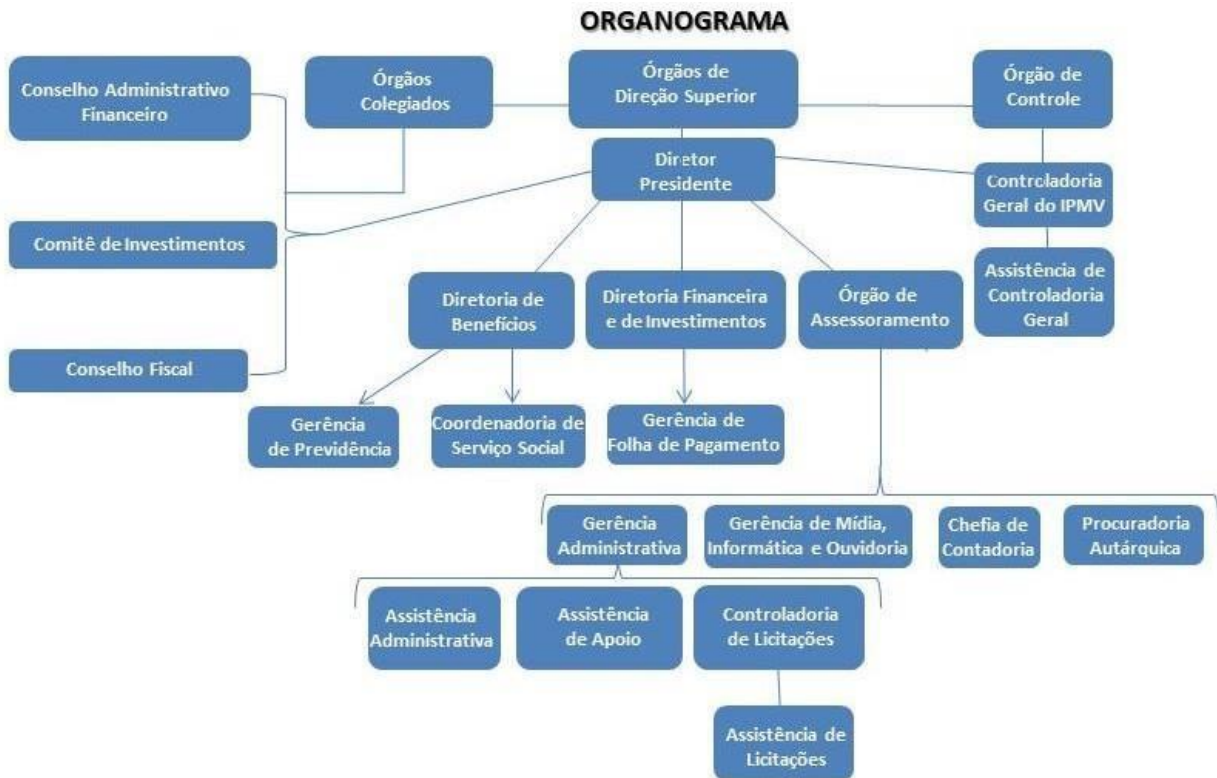 ORGANOGRAMA
Conselho Administrativo
Financeiro
Órgãos
Colegiados
Órgãos de
Direção Superior
Órgão de
Controle
Diretor
Presidente
Controladoria
Geral do IPMV
Comitê de Investimentos
Assistência de
Controladoria
Geral
Diretoria de
Benefícios
Diretoria Financeira
e de Investimentos
Órgão de
Assessoramento
Conselho Fiscal
Gerência
de Previdência
Coordenadoria de
Serviço Social
Gerência de
Folha de Pagamento
Gerência
Administrativa
Gerência de Mídia,
Informática e Ouvidoria
Chefia de
Contadoria
Procuradoria
Autárquica
Assistência
Administrativa
Assistência
de Apoio
Controladoria
de Licitações
Assistência de
Licitações